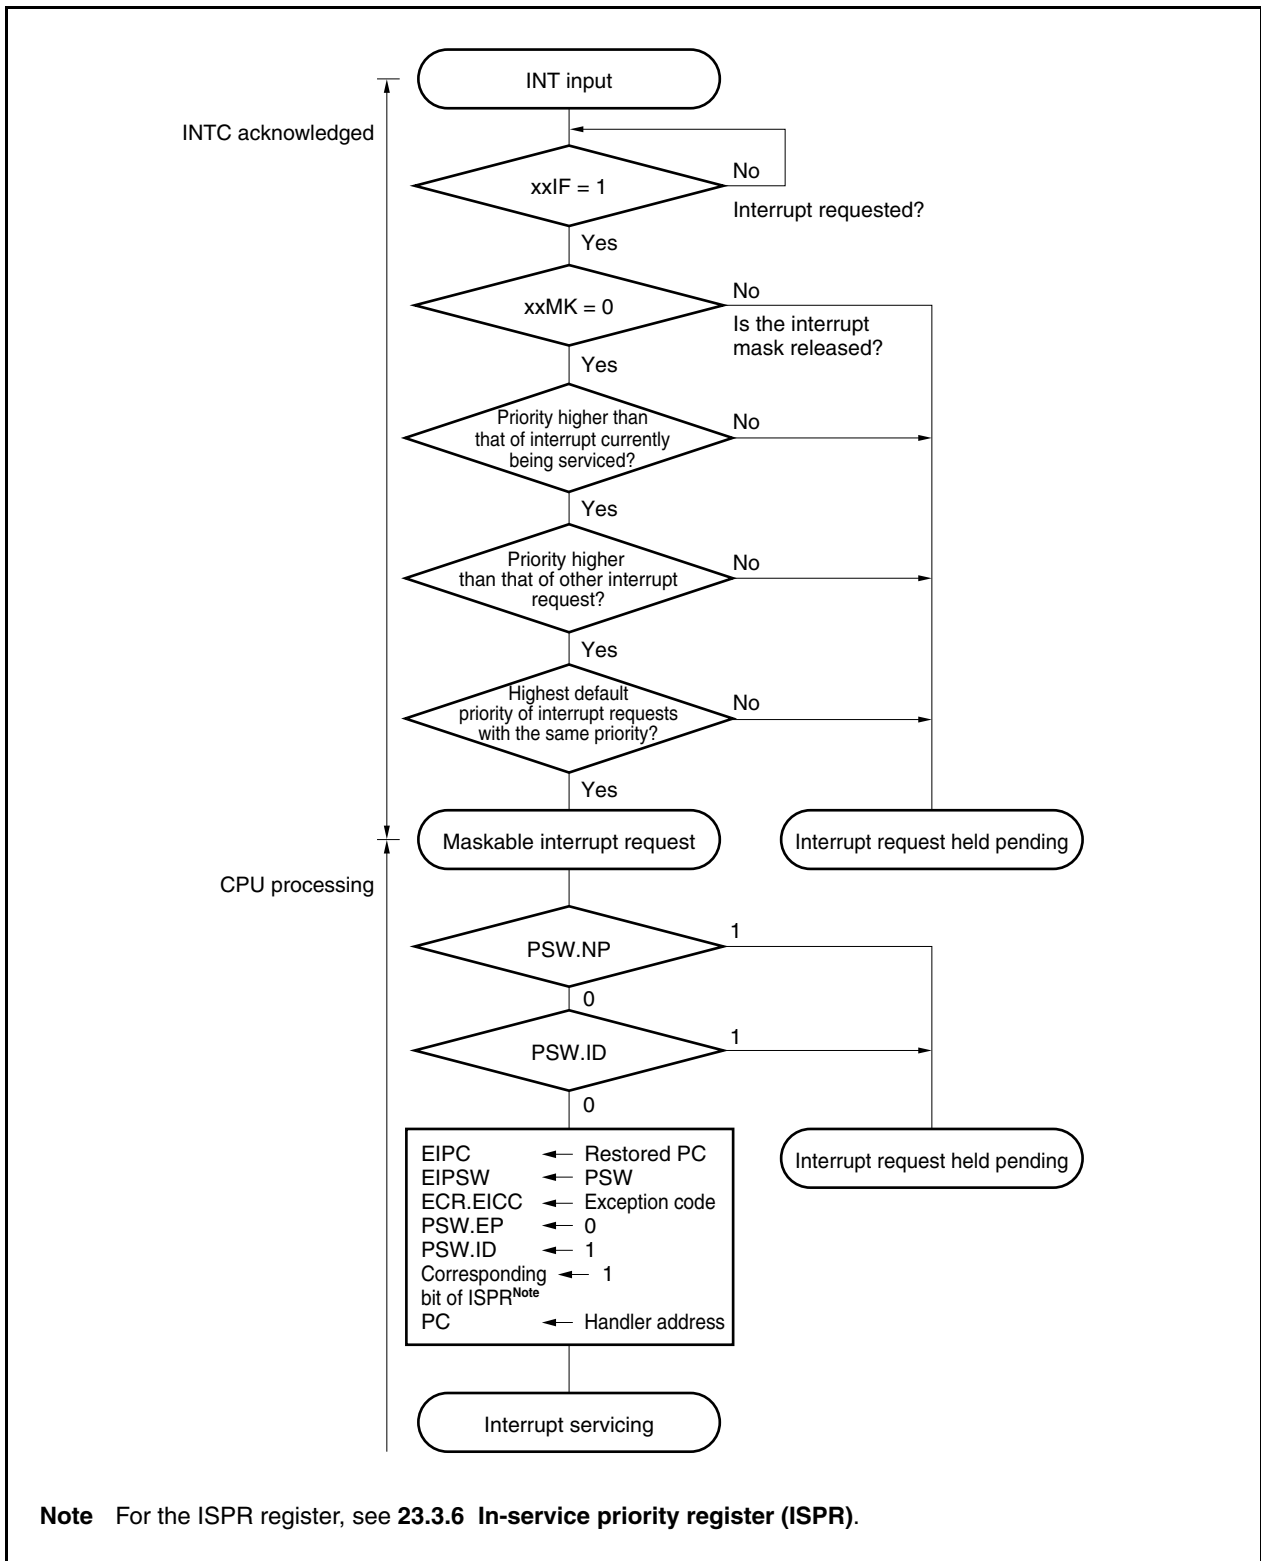 INT input
INTC acknowledged
xxIF = 1
No
Interrupt requested?
Yes
xxMK = 0
No
Is the interrupt
mask released?
Yes
Priority higher than
that of interrupt currently
being serviced?
No
Yes
Priority higher
than that of other interrupt
request?
No
Yes
Highest default
priority of interrupt requests
with the same priority?
No
Yes
Maskable interrupt request
Interrupt request held pending
CPU processing
PSW.NP
1
0
PSW.ID
1
0
EIPC ← Restored PC
EIPSW ← PSW
ECR.EICC ← Exception code
PSW.EP ← 0
PSW.ID ← 1
Corresponding ← 1
bit of ISPRNote
PC ← Handler address
Interrupt request held pending
Interrupt servicing
Note For the ISPR register, see 23.3.6 In-service priority register (ISPR).